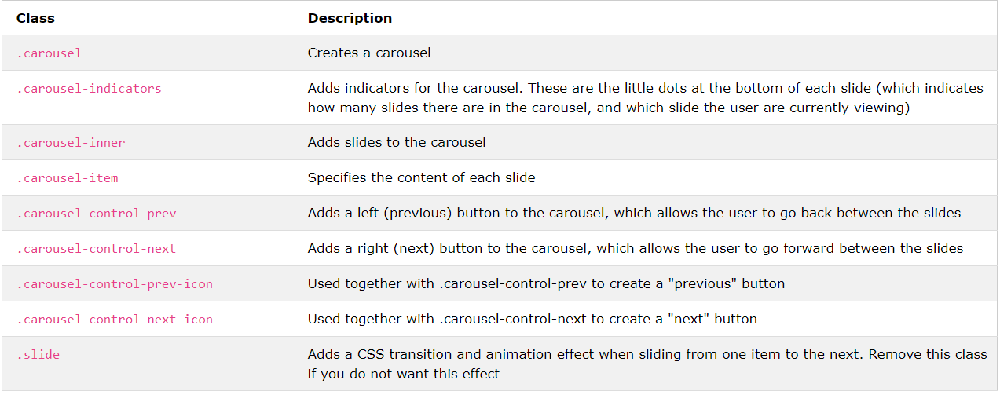 Class Description
.carousel Creates a carousel
.carousel-indicators Adds indicators for the carousel. These are the little dots at the bottom of each slide (which indicates
how many slides there are in the carousel, and which slide the user are currently viewing)
.carousel-inner Adds slides to the carousel
.carousel-item Specifies the content of each slide
.carousel-control-prev Adds a left (previous) button to the carousel, which allows the user to go back between the slides
.carousel-control-next Adds a right (next) button to the carousel, which allows the user to go forward between the slides
.carousel-control-prev-icon Used together with .carousel-control-prev to create a "previous" button
.carousel-control-next-icon Used together with .carousel-control-next to create a "next" button
.slide Adds a CSS transition and animation effect when sliding from one item to the next. Remove this class
if you do not want this effect